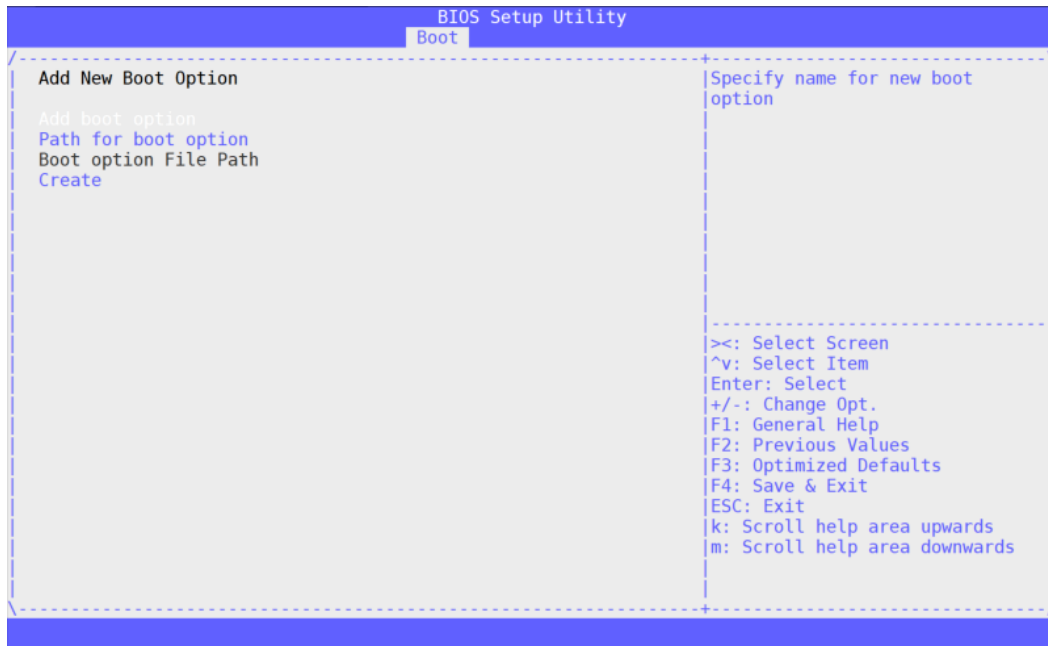 BIOS Setup Utility
Boot
Add New Boot Option
Add boot option
Path for boot option
Boot option File Path
Create
Specify name for new boot
option
><: Select Screen
^v: Select Item
Enter: Select
+/-: Change Opt.
F1: General Help
F2: Previous Values
F3: Optimized Defaults
F4: Save & Exit
ESC: Exit
k: Scroll help area upwards
m: Scroll help area downwards